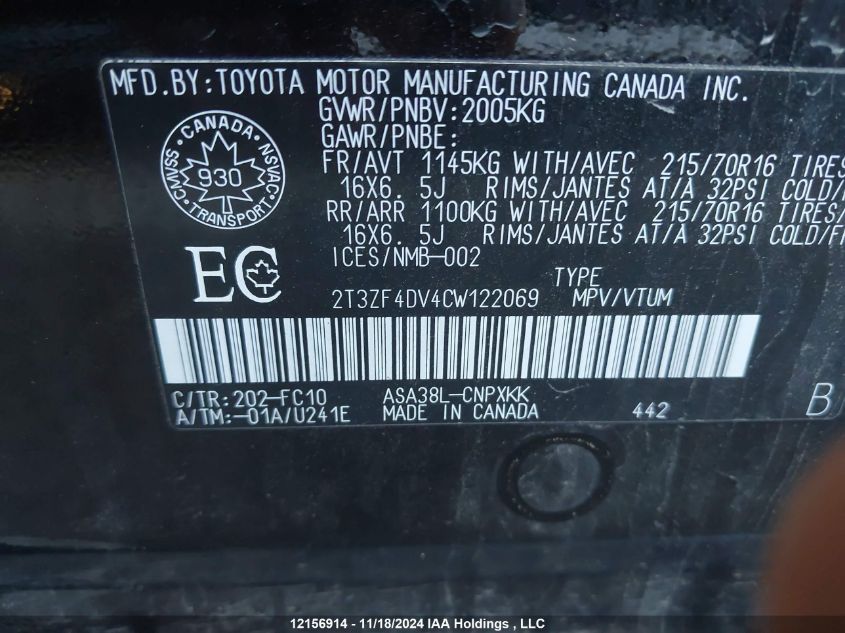 MFD.BY:TOYOTA MOTOR MANUFACTURING CANADA INC.
GVWR/PNBV:2005KG
GAWR/PNBE:
FR/AVT 1145KG WITH/AVEC 215/70R16 TIRES
16X6. 5J RIMS/JANTES AT/A 32PSI COLD/
RR/ARR 1100KG WITH/AVEC 215/70R16 TIRES/
16X6. 5J RIMS/JANTES AT/A 32PSI COLD/F
ICES/NMB-002
CANADA
CMVSS 930 NSVAC
TRANSPORT
EC
TYPE
2T3ZF4DV4CW122069 MPV/VTUM
C/TR:202-FC10 ASA38L-CNPXKK
A/TM:-01A/U241E MADE IN CANADA 442 B
12156914 - 11/18/2024 IAA Holdings , LLC